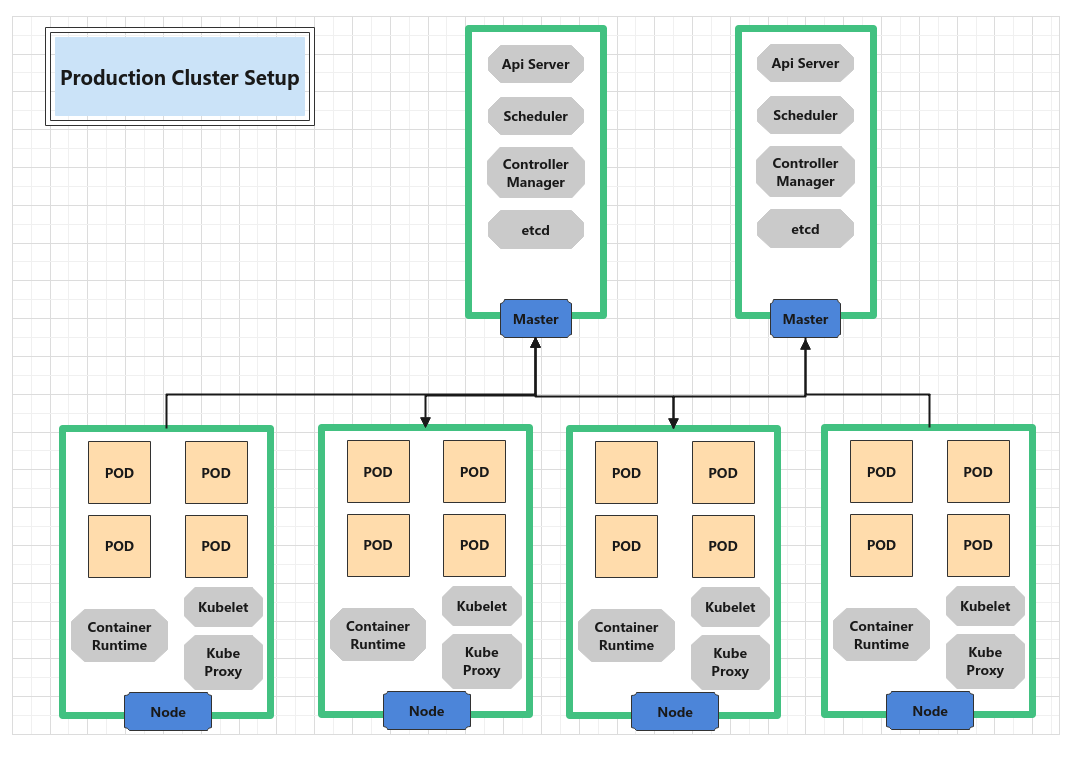 Production Cluster Setup
Api Server
Scheduler
Controller
Manager
etcd
Master
Api Server
Scheduler
Controller
Manager
etcd
Master
POD
POD
POD
POD
Container
Runtime
Kubelet
Kube
Proxy
Node
POD
POD
POD
POD
Container
Runtime
Kubelet
Kube
Proxy
Node
POD
POD
POD
POD
Container
Runtime
Kubelet
Kube
Proxy
Node
POD
POD
POD
POD
Container
Runtime
Kubelet
Kube
Proxy
Node